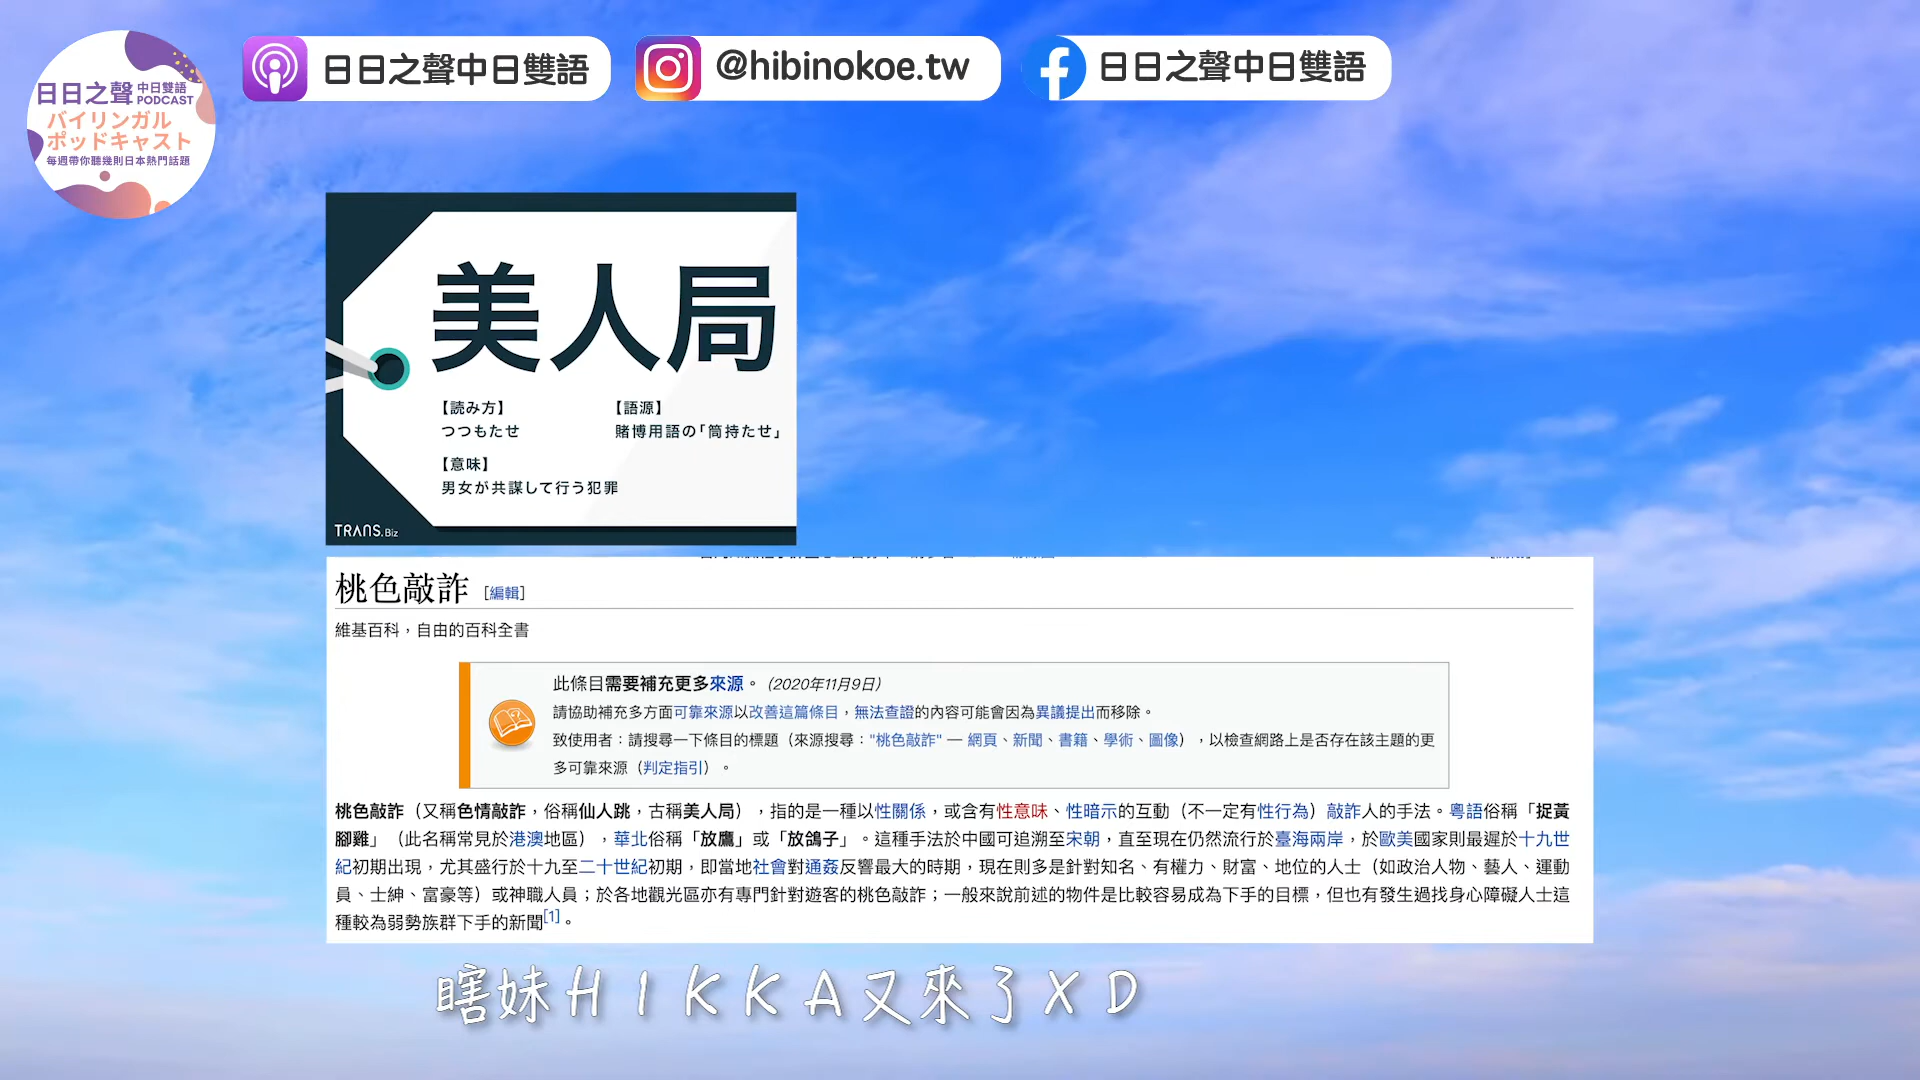 日日之聲 中日雙語
PODCAST
バイリンガル
ポッドキャスト
每週帶你聽幾則日本熱門話題
日日之聲中日雙語
@hibinokoe.tw
日日之聲中日雙語
美人局
【読み方】
つつもたせ
【語源】
賭博用語の「筒持たせ」
【意味】
男女が共謀して行う犯罪
TRANS.Biz
桃色敲詐 [編輯]
維基百科，自由的百科全書
此條目需要補充更多來源。（2020年11月9日）
請協助補充多方面可靠來源以改善這篇條目，無法查證的內容可能會因為異議提出而移除。
致使用者：請搜尋一下條目的標題（來源搜尋："桃色敲詐" — 網頁、新聞、書籍、學術、圖像），以檢查網路上是否存在該主題的更
多可靠來源（判定指引）。
桃色敲詐（又稱色情敲詐，俗稱仙人跳，古稱美人局），指的是一種以性關係，或含有性意味、性暗示的互動（不一定有性行為）敲詐人的手法。粵語俗稱「捉黃
腳雞」（此名稱常見於港澳地區），華北俗稱「放鷹」或「放鴿子」。這種手法於中國可追溯至宋朝，直至現在仍然流行於臺海兩岸，於歐美國家則最遲於十九世
紀初期出現，尤其盛行於十九至二十世紀初期，即當地社會對通姦反響最大的時期，現在則多是針對知名、有權力、財富、地位的人士（如政治人物、藝人、運動
員、士紳、富豪等）或神職人員；於各地觀光區亦有專門針對遊客的桃色敲詐；一般來說前述的物件是比較容易成為下手的目標，但也有發生過找身心障礙人士這
種較為弱勢族群下手的新聞[1]。
瞎妹HIKKA又來了XD